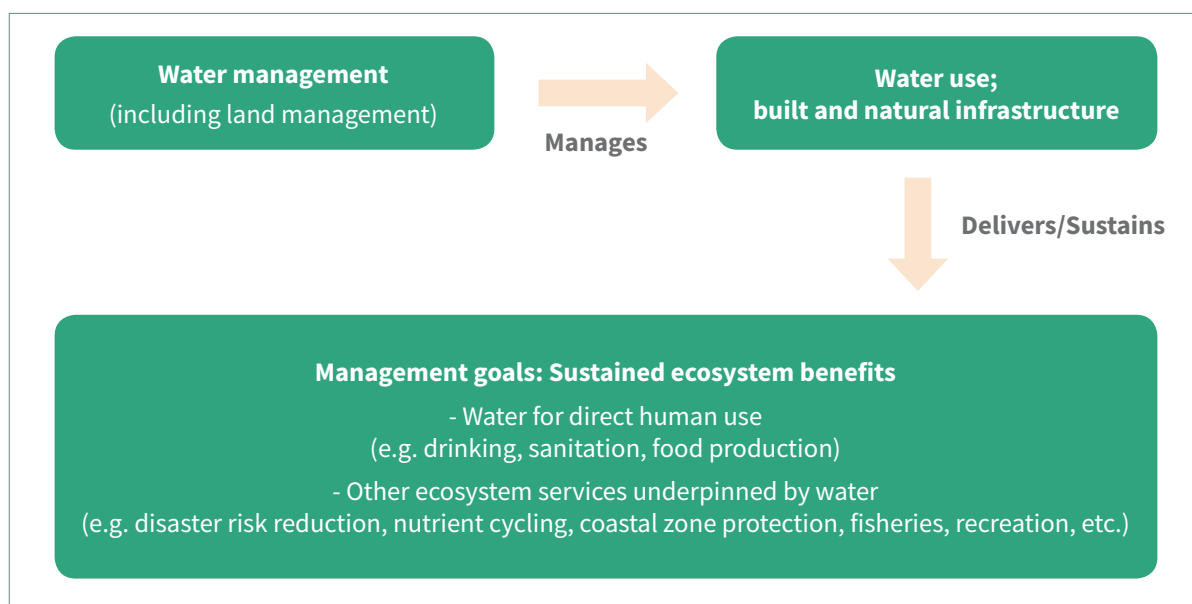 Water management
(including land management)
Manages
Water use;
built and natural infrastructure
Delivers/Sustains
Management goals: Sustained ecosystem benefits
- Water for direct human use
(e.g. drinking, sanitation, food production)
- Other ecosystem services underpinned by water
(e.g. disaster risk reduction, nutrient cycling, coastal zone protection, fisheries, recreation, etc.)